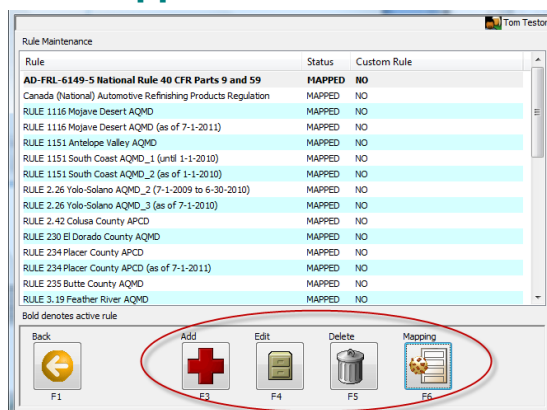 Tom Testor
Rule Maintenance
Rule Status Custom Rule
AD-FRL-6149-5 National Rule 40 CFR Parts 9 and 59 MAPPED NO
Canada (National) Automotive Refinishing Products Regulation MAPPED NO
RULE 1116 Mojave Desert AQMD MAPPED NO
RULE 1116 Mojave Desert AQMD (as of 7-1-2011) MAPPED NO
RULE 1151 Antelope Valley AQMD MAPPED NO
RULE 1151 South Coast AQMD_1 (until 1-1-2010) MAPPED NO
RULE 1151 South Coast AQMD_2 (as of 1-1-2010) MAPPED NO
RULE 2.26 Yolo-Solano AQMD_2 (7-1-2009 to 6-30-2010) MAPPED NO
RULE 2.26 Yolo-Solano AQMD_3 (as of 7-1-2010) MAPPED NO
RULE 2.42 Colusa County APCD MAPPED NO
RULE 230 El Dorado County AQMD MAPPED NO
RULE 234 Placer County APCD MAPPED NO
RULE 234 Placer County APCD (as of 7-1-2011) MAPPED NO
RULE 235 Butte County AQMD MAPPED NO
RULE 3.19 Feather River AQMD MAPPED NO
Bold denotes active rule
Back Add Edit Delete Mapping
F1 F3 F4 F5 F6